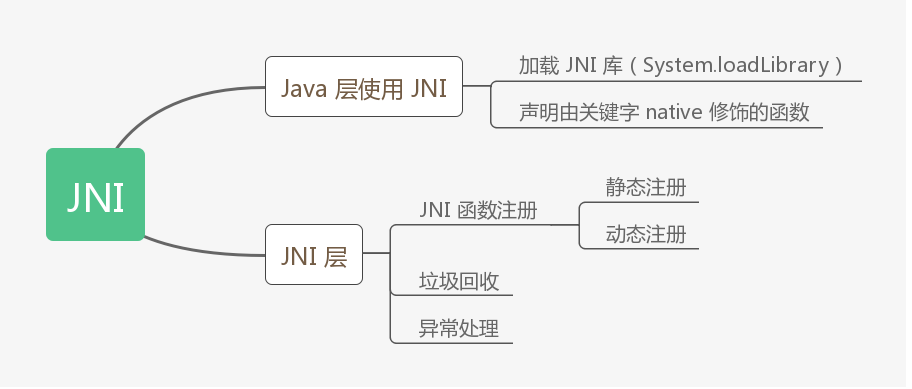 JNI
Java 层使用 JNI
加载 JNI 库（System.loadLibrary）
声明由关键字 native 修饰的函数
JNI 层
JNI 函数注册
静态注册
动态注册
垃圾回收
异常处理